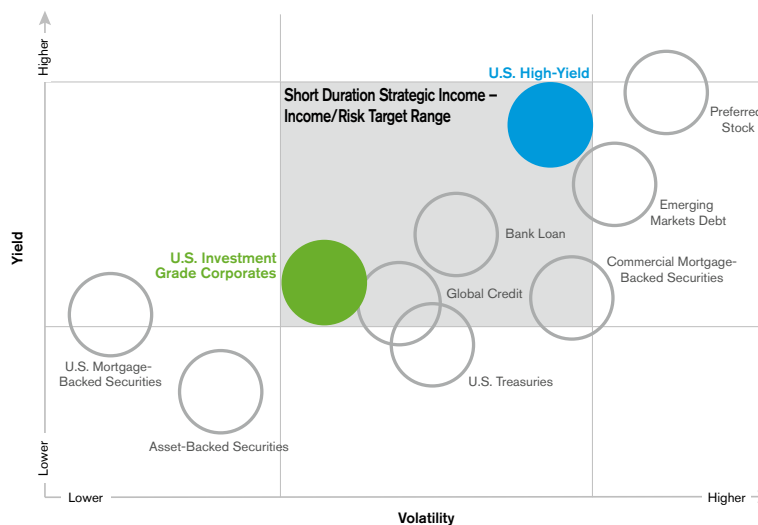 Higher
U.S. High-Yield
Short Duration Strategic Income –
Income/Risk Target Range
Preferred
Stock
Emerging
Markets Debt
Bank Loan
U.S. Investment
Grade Corporates
Yield
Commercial Mortgage-
Backed Securities
Global Credit
U.S. Mortgage-
Backed Securities
U.S. Treasuries
Asset-Backed Securities
Lower
Lower
Higher
Volatility